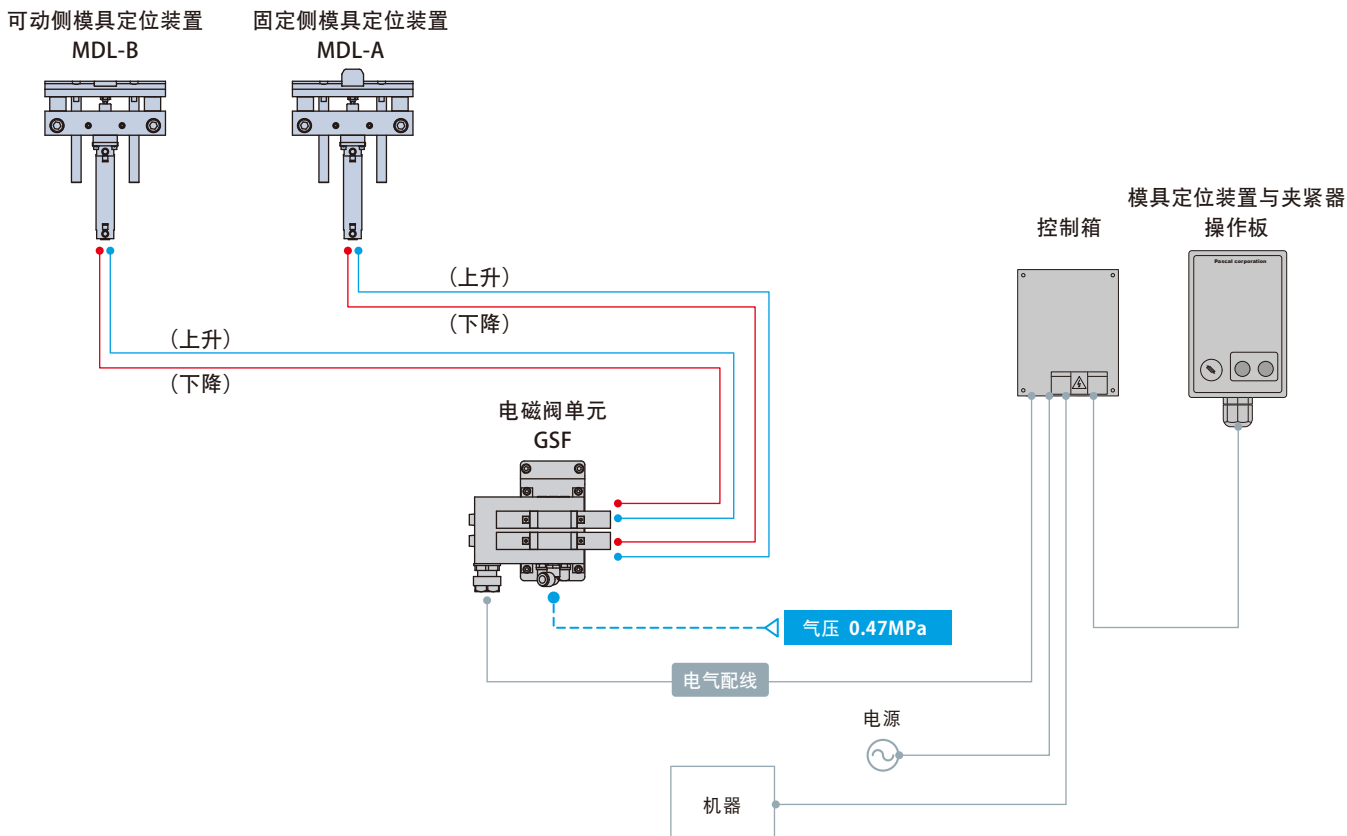 可动侧模具定位装置
MDL-B
固定侧模具定位装置
MDL-A
模具定位装置与夹紧器
操作板
控制箱
Pascal corporation
(上升)
(下降)
(上升)
(下降)
电磁阀单元
GSF
气压 0.47MPa
电气配线
电源
机器